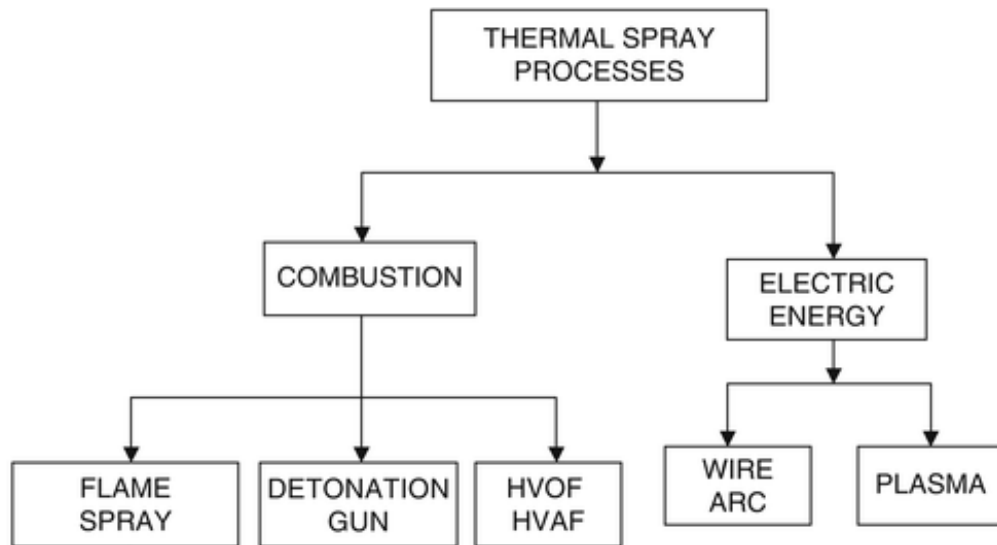 THERMAL SPRAY
PROCESSES
COMBUSTION
ELECTRIC
ENERGY
FLAME
SPRAY
DETONATION
GUN
HVOF
HVAF
WIRE
ARC
PLASMA